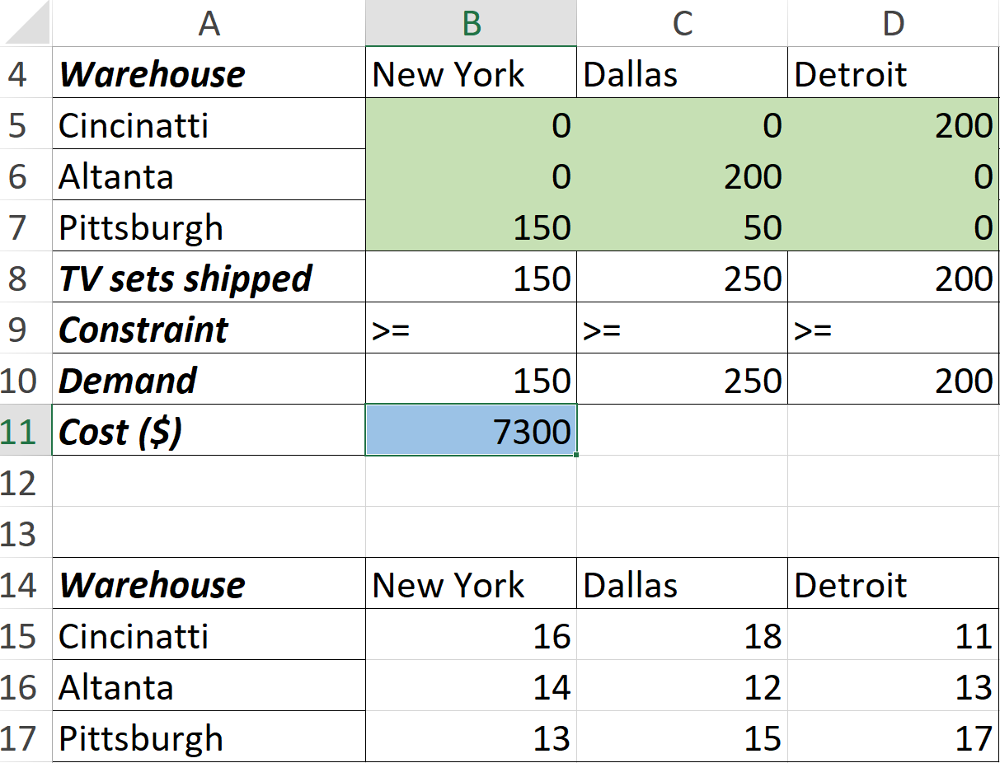 A B C D
4 Warehouse New York Dallas Detroit
5 Cincinatti 0 0 200
6 Altanta 0 200 0
7 Pittsburgh 150 50 0
8 TV sets shipped 150 250 200
9 Constraint >= >= >=
10 Demand 150 250 200
11 Cost ($) 7300
12
13
14 Warehouse New York Dallas Detroit
15 Cincinatti 16 18 11
16 Altanta 14 12 13
17 Pittsburgh 13 15 17